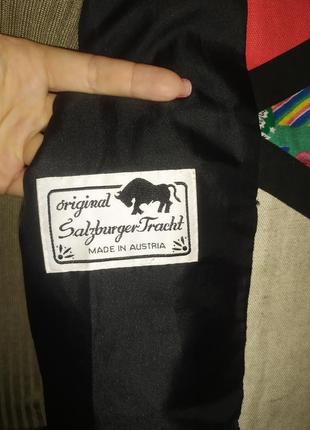 original
Salzburger Tracht
MADE IN AUSTRIA